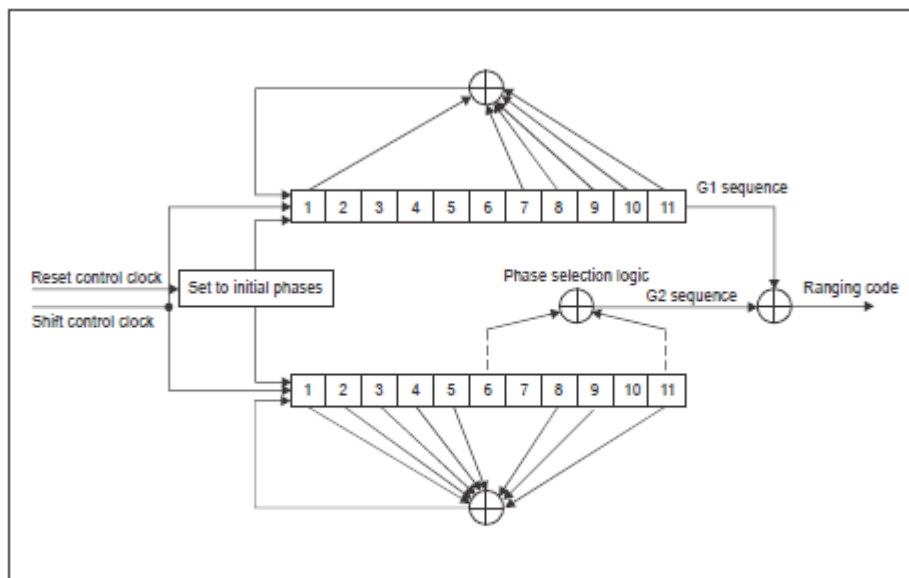 1 2 3 4 5 6 7 8 9 10 11
G1 sequence
Reset control clock
Set to initial phases
Shift control clock
Phase selection logic
G2 sequence
Ranging code
1 2 3 4 5 6 7 8 9 10 11